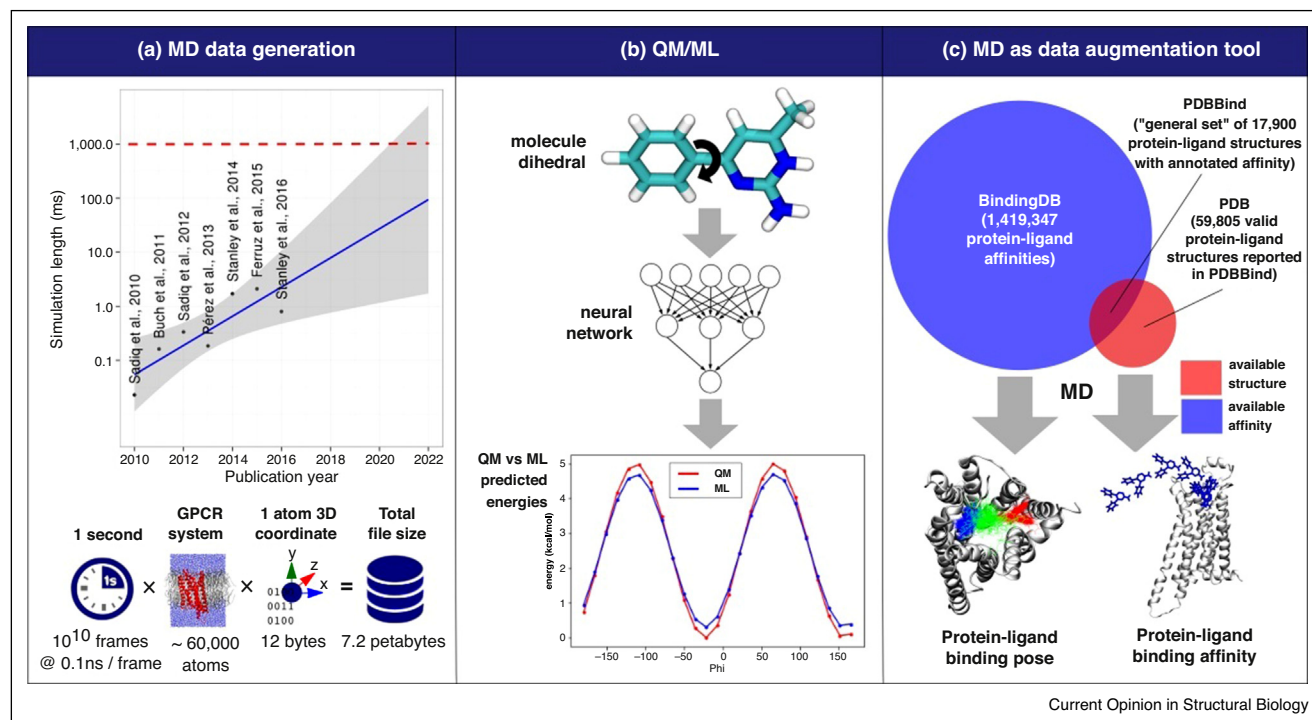 (a) MD data generation
Simulation length (ms)
1,000.0
100.0
10.0
1.0
0.1
Sadiq et al., 2010
Buch et al., 2011
Sadiq et al., 2012
Pérez et al., 2013
Stanley et al., 2014
Ferruz et al., 2015
Stanley et al., 2016
2010 2012 2014 2016 2018 2020 2022
Publication year
1 second
1s
10^10 frames
@ 0.1ns / frame
×
GPCR
system
~ 60,000
atoms
×
1 atom 3D
coordinate
y
z
x
0011
0100
12 bytes
=
Total
file size
7.2 petabytes
(b) QM/ML
molecule
dihedral
neural
network
QM vs ML
predicted
energies
energy (kcal/mol)
5
4
3
2
1
0
QM
ML
−150 −100 −50 0 50 100 150
Phi
(c) MD as data augmentation tool
BindingDB
(1,419,347
protein-ligand
affinities)
PDBBind
("general set" of 17,900
protein-ligand structures
with annotated affinity)
PDB
(59,805 valid
protein-ligand
structures reported
in PDBBind)
available
structure
available
affinity
MD
Protein-ligand
binding pose
Protein-ligand
binding affinity
Current Opinion in Structural Biology